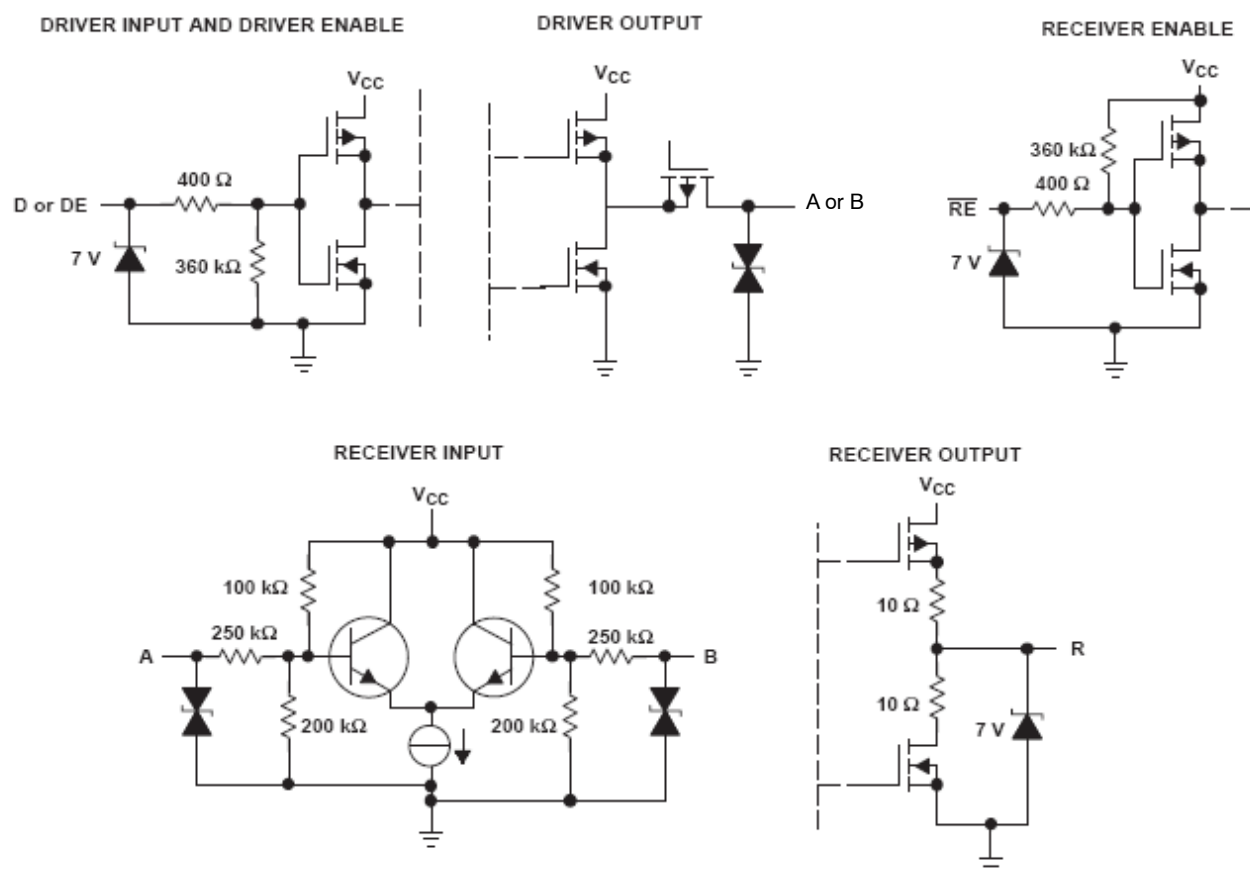 DRIVER INPUT AND DRIVER ENABLE
VCC
400 Ω
D or DE
7 V
360 kΩ
DRIVER OUTPUT
VCC
A or B
RECEIVER ENABLE
VCC
360 kΩ
400 Ω
RE
7 V
RECEIVER INPUT
VCC
100 kΩ
100 kΩ
250 kΩ
250 kΩ
A
B
200 kΩ
200 kΩ
RECEIVER OUTPUT
VCC
10 Ω
R
10 Ω
7 V